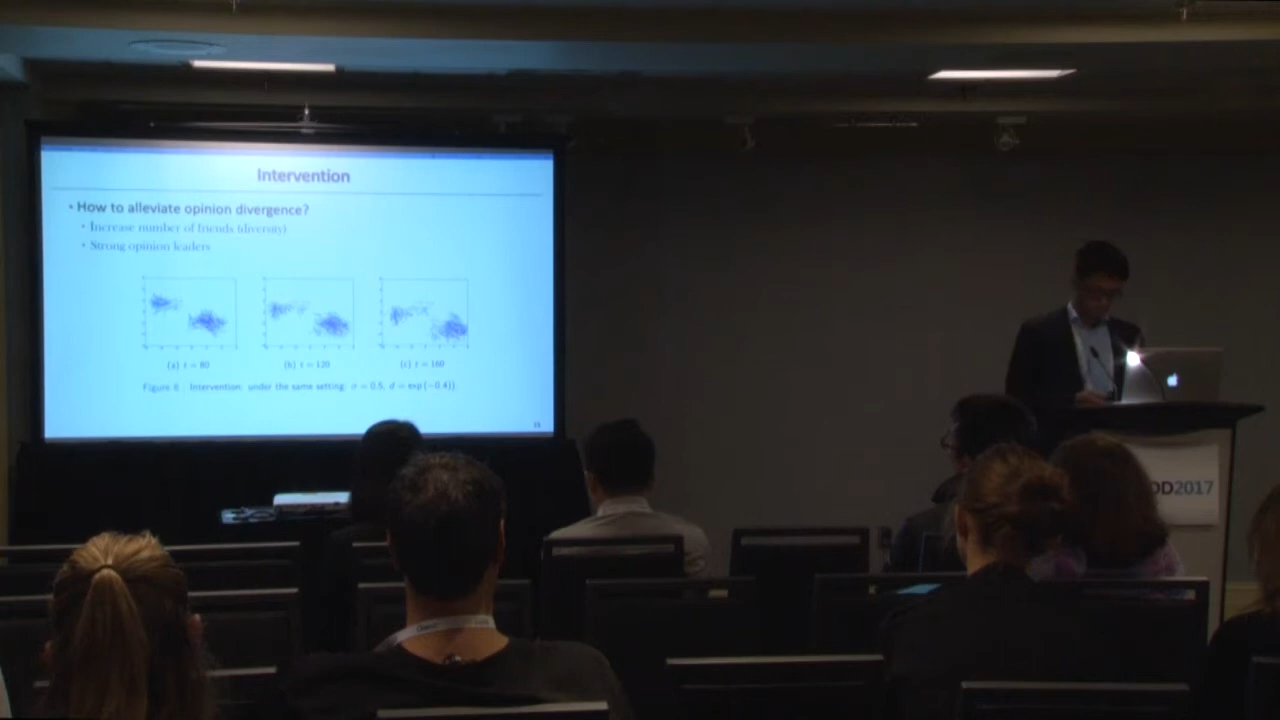 Intervention
• How to alleviate opinion divergence?
• Increase number of friends (diversity)
• Strong opinion leaders
(a) t = 80
(b) t = 120
(c) t = 160
Figure 8 Intervention: under the same setting: σ = 0.5, d = exp(−0.4)).
DD2017